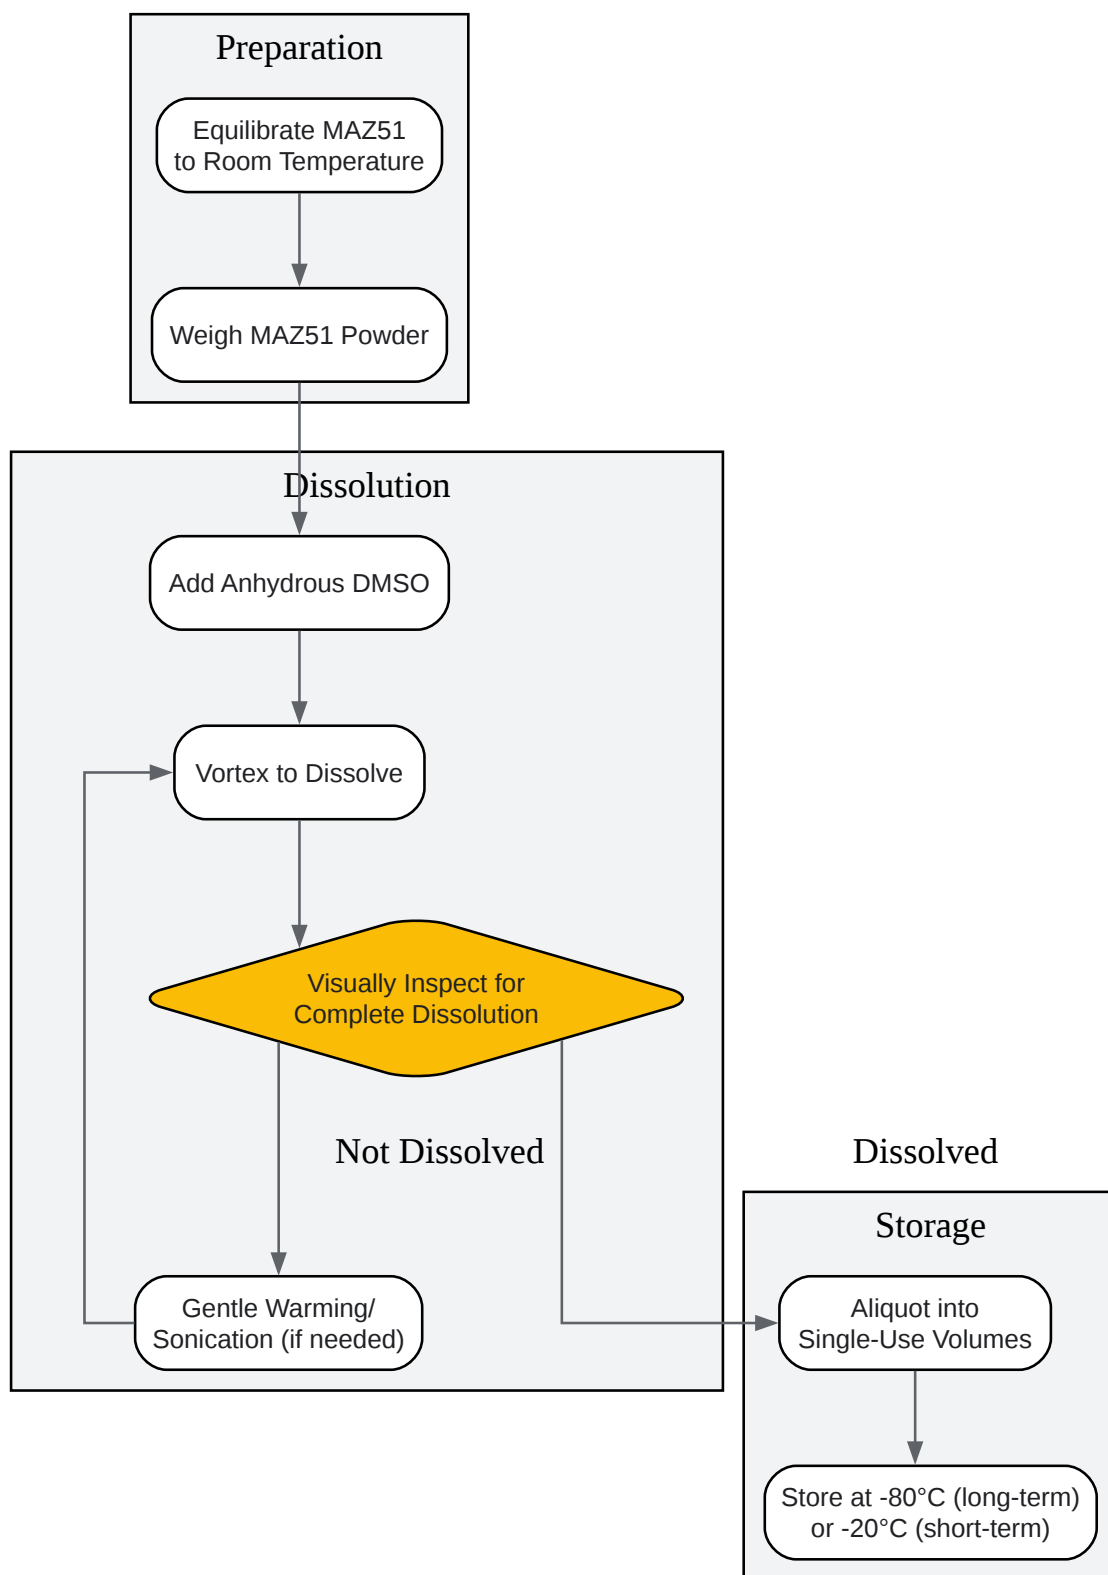 Preparation
Equilibrate MAZ51
to Room Temperature
Weigh MAZ51 Powder
Dissolution
Add Anhydrous DMSO
Vortex to Dissolve
Visually Inspect for
Complete Dissolution
Not Dissolved
Dissolved
Storage
Gentle Warming/
Sonication (if needed)
Aliquot into
Single-Use Volumes
Store at -80°C (long-term)
or -20°C (short-term)